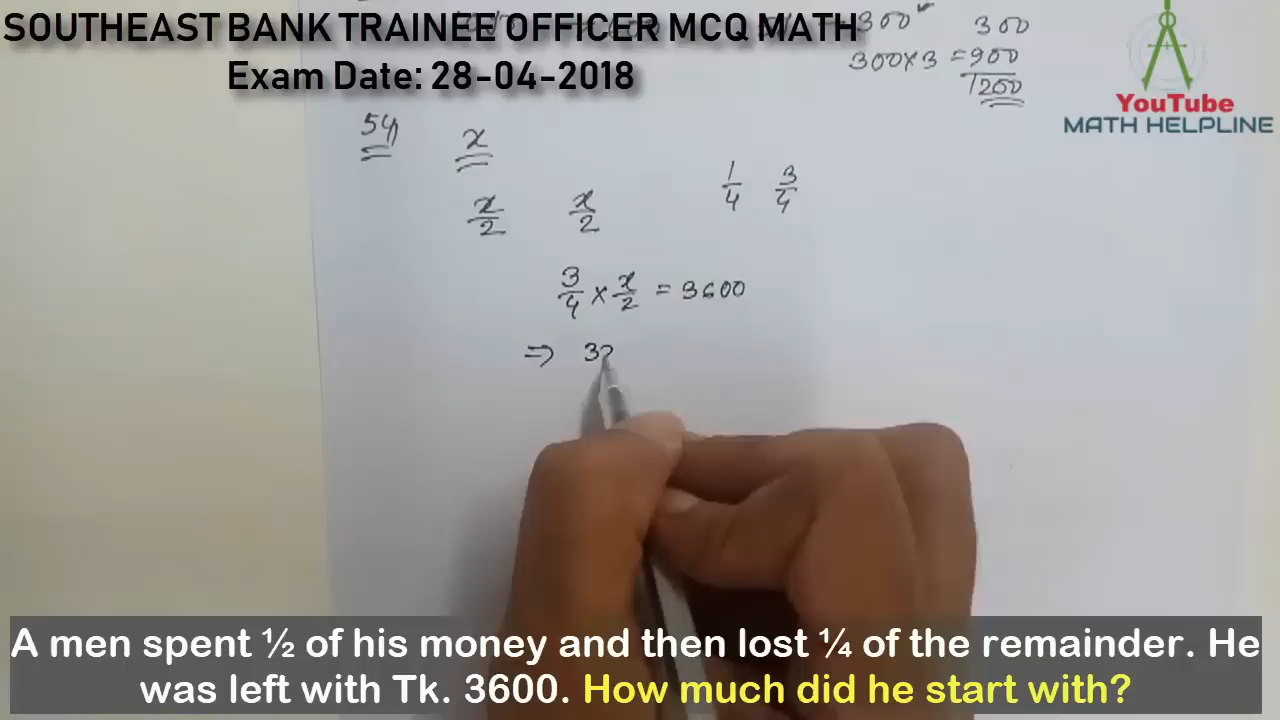 SOUTHEAST BANK TRAINEE OFFICER MCQ MATH
Exam Date: 28-04-2018
300 300
300×3 = 900
1200
YouTube
MATH HELPLINE
54 x
x/2 x/2 1/4 3/4
3/4 × x/2 = 3600
⇒ 3
A men spent ½ of his money and then lost ¼ of the remainder. He
was left with Tk. 3600. How much did he start with?